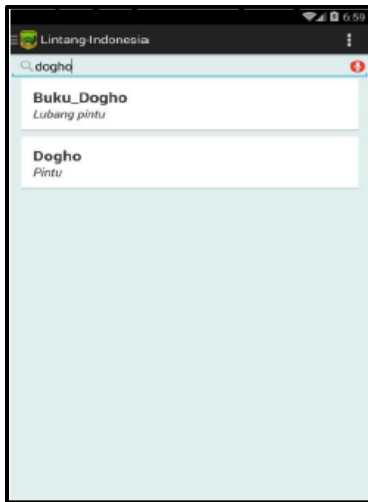 6:59
Lintang-Indonesia
dogho
Buku_Dogho
Lubang pintu
Dogho
Pintu